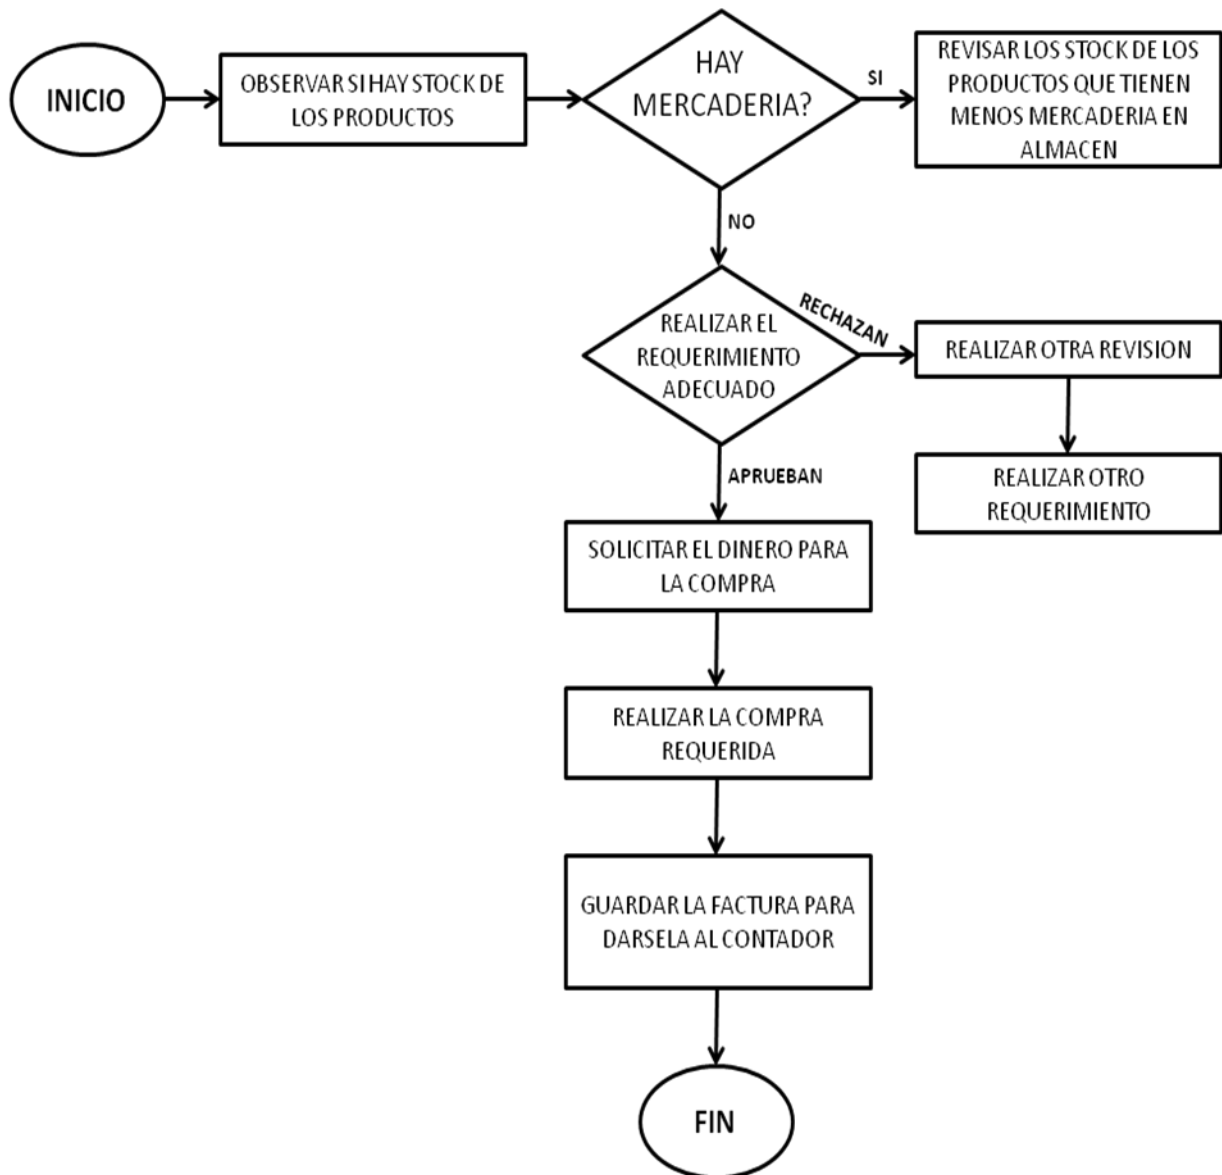 INICIO
OBSERVAR SI HAY STOCK DE
LOS PRODUCTOS
HAY
MERCADERIA?
SI
REVISAR LOS STOCK DE LOS
PRODUCTOS QUE TIENEN
MENOS MERCADERIA EN
ALMACEN
NO
REALIZAR EL
REQUERIMIENTO
ADECUADO
RECHAZAN
REALIZAR OTRA REVISION
REALIZAR OTRO
REQUERIMIENTO
APRUEBAN
SOLICITAR EL DINERO PARA
LA COMPRA
REALIZAR LA COMPRA
REQUERIDA
GUARDAR LA FACTURA PARA
DARSELA AL CONTADOR
FIN